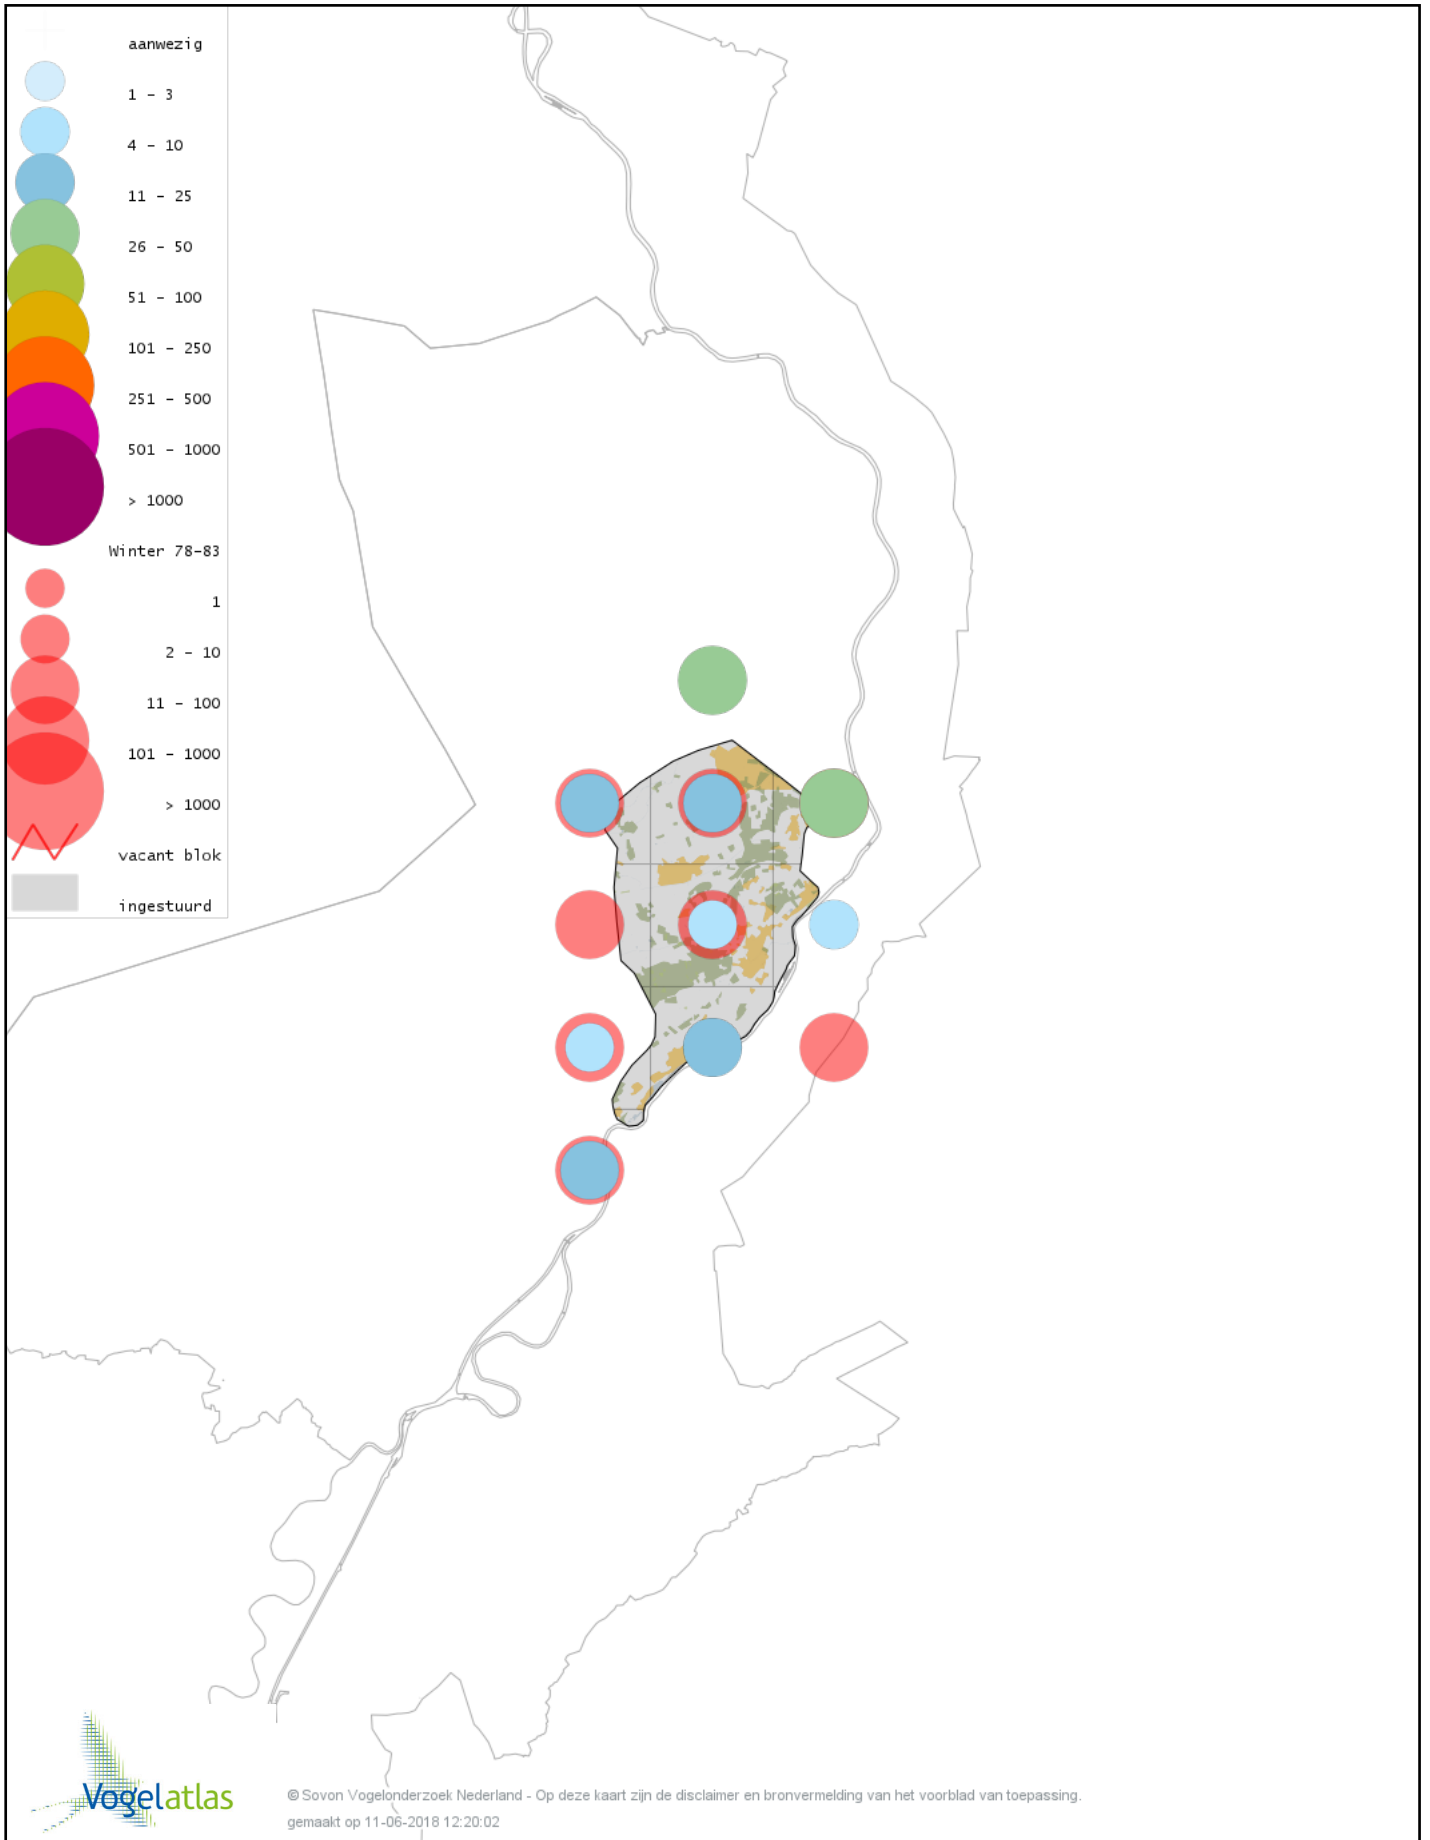 aanwezig
1 - 3
4 - 10
11 - 25
26 - 50
51 - 100
101 - 250
251 - 500
501 - 1000
> 1000
Winter 78-83
1
2 - 10
11 - 100
101 - 1000
> 1000
vacant blok
ingestuurd
Vogelatlas
© Sovon Vogelonderzoek Nederland - Op deze kaart zijn de disclaimer en bronvermelding van het voorblad van toepassing.
gemaakt op 11-06-2018 12:20:02